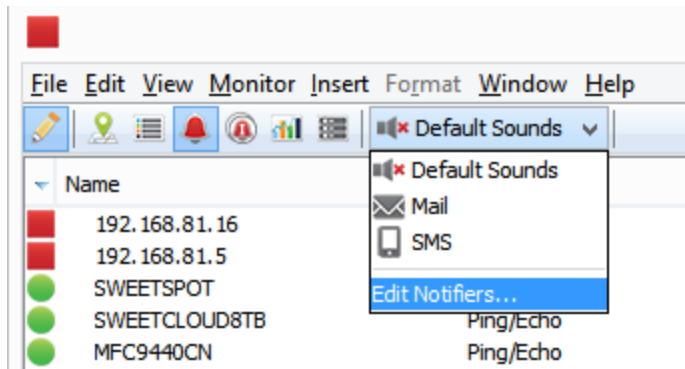 File Edit View Monitor Insert Format Window Help
Default Sounds
Name
Default Sounds
Mail
SMS
Edit Notifiers...
192.168.81.16
192.168.81.5
SWEETSPOT
SWEETCLOUD8TB Ping/Echo
MFC9440CN Ping/Echo